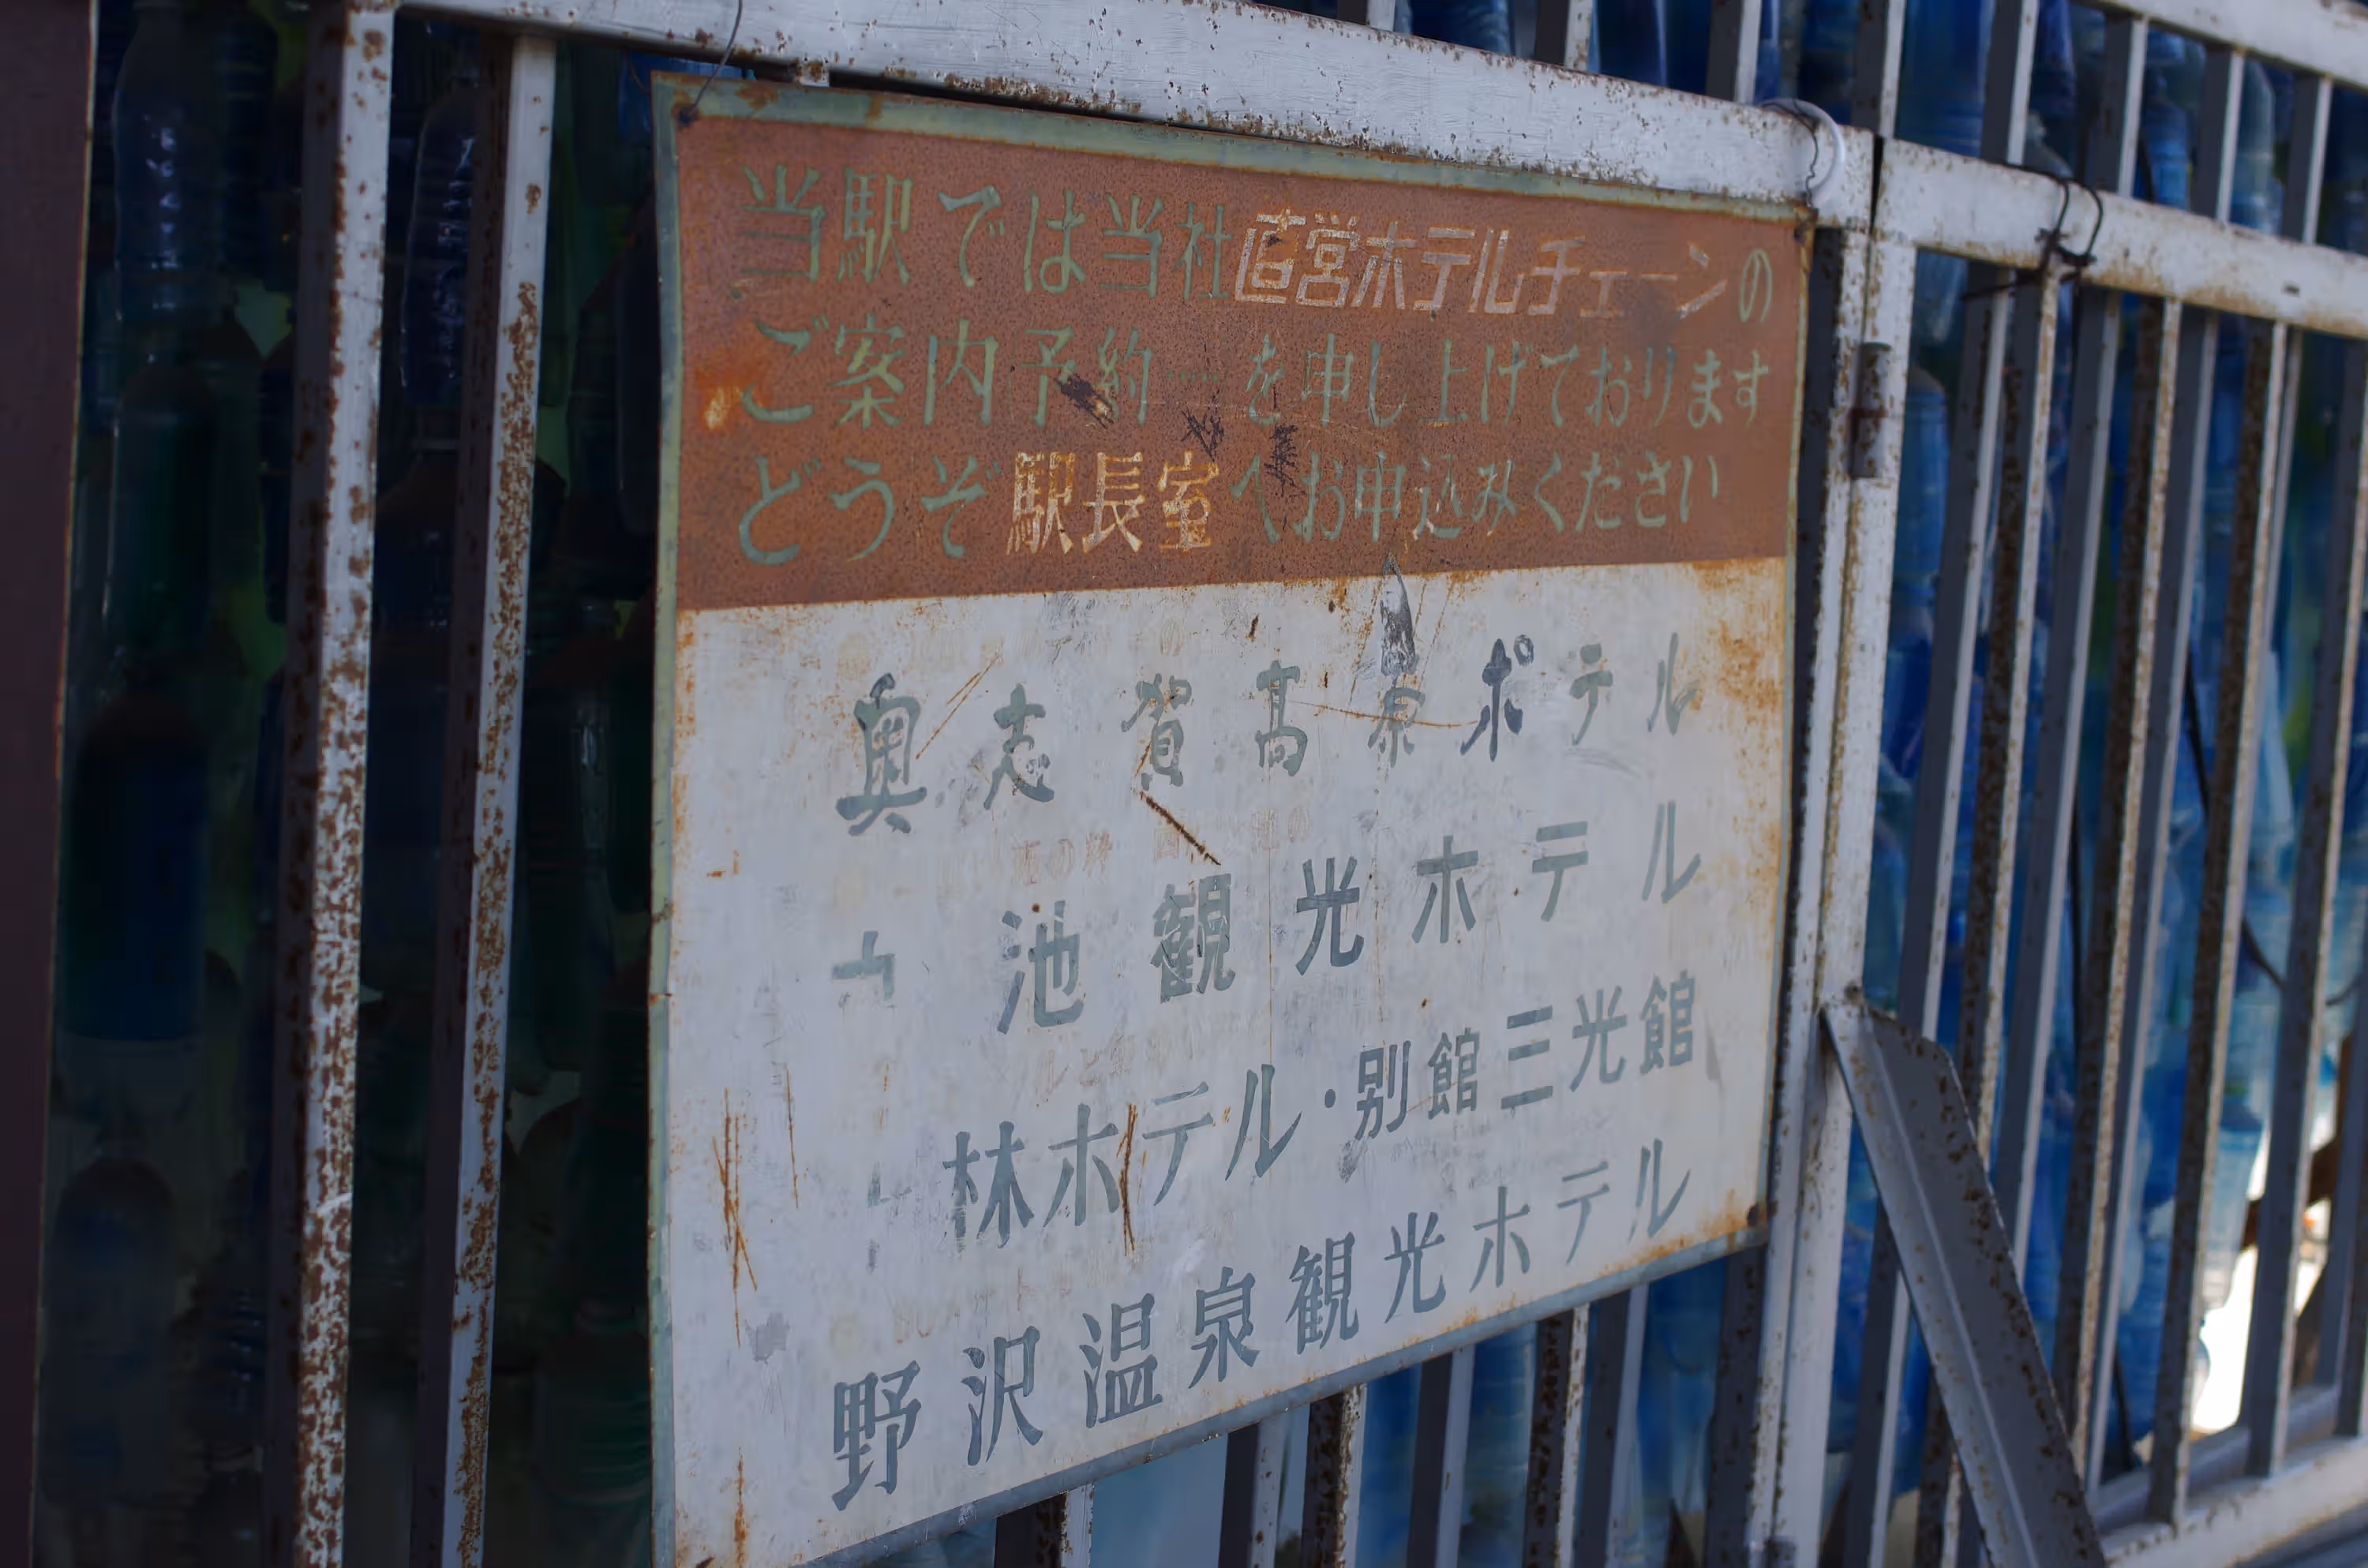 当駅では当社直営ホテルチェーンの
ご案内予約……を申し上げております
どうぞ駅長室へお申込みください
奥志賀高原ホテル
池観光ホテル
林ホテル・別館三光館
野沢温泉観光ホテル